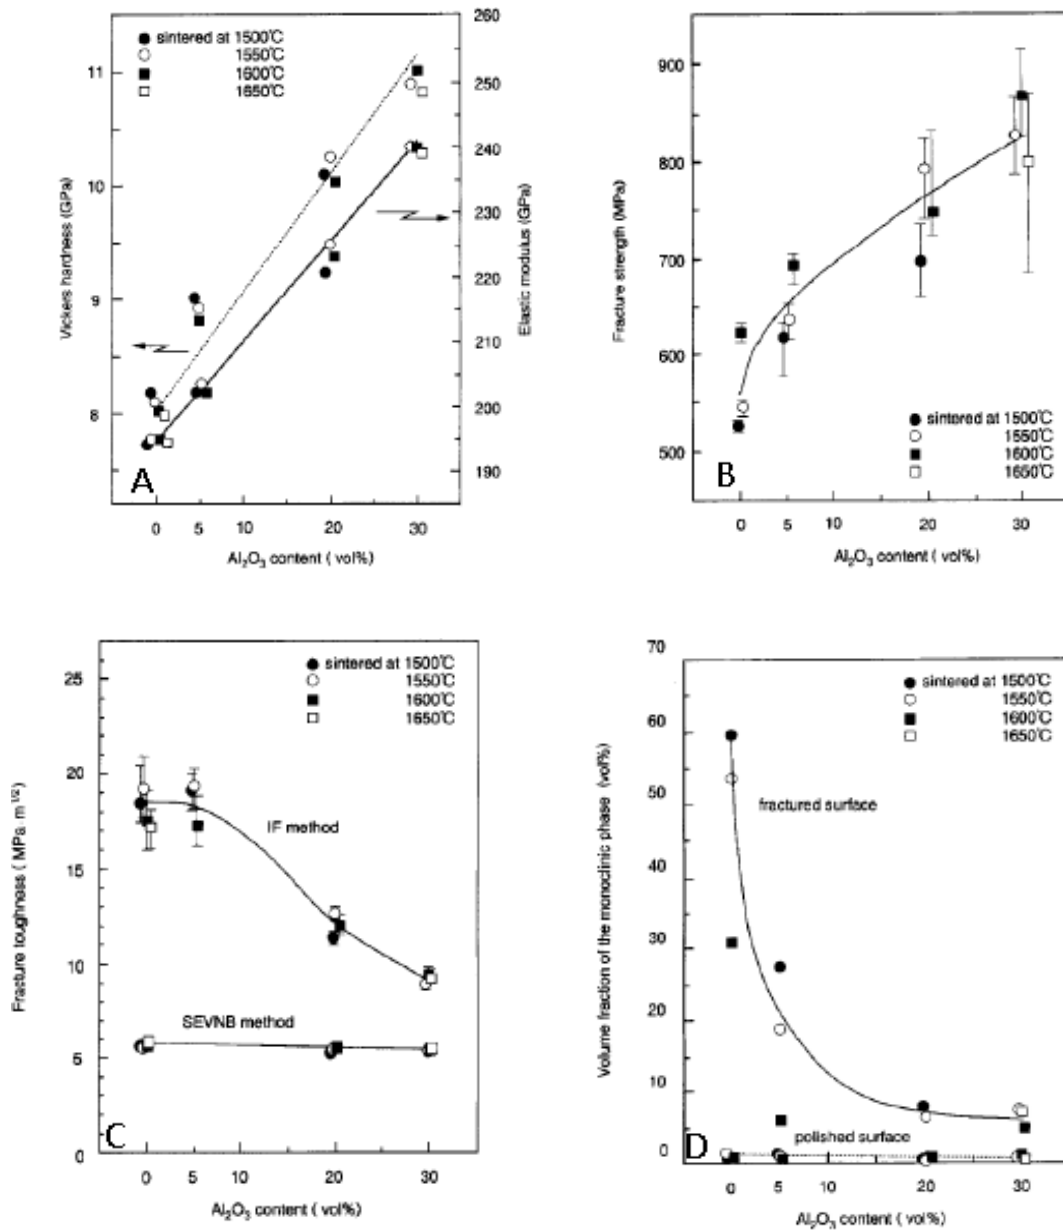 260
sintered at 1500℃
1550℃
1600℃
1650℃
11
10
9
8
250
240
230
220
210
200
190
Vickers hardness (GPa)
Elastic modulus (GPa)
A
0 5 10 20 30
Al₂O₃ content ( vol%)
900
800
700
600
500
Fracture strength (MPa)
sintered at 1500℃
1550℃
1600℃
1650℃
B
0 5 10 20 30
Al₂O₃ content ( vol%)
25
20
15
10
5
0
Fracture toughness ( MPa· m¹/²)
sintered at 1500℃
1550℃
1600℃
1650℃
IF method
SEVNB method
C
0 5 10 20 30
Al₂O₃ content ( vol%)
70
60
50
40
30
20
10
0
Volume fraction of the monoclinic phase (vol%)
sintered at 1500℃
1550℃
1600℃
1650℃
fractured surface
polished surface
D
0 5 10 20 30
Al₂O₃ content (vol%)